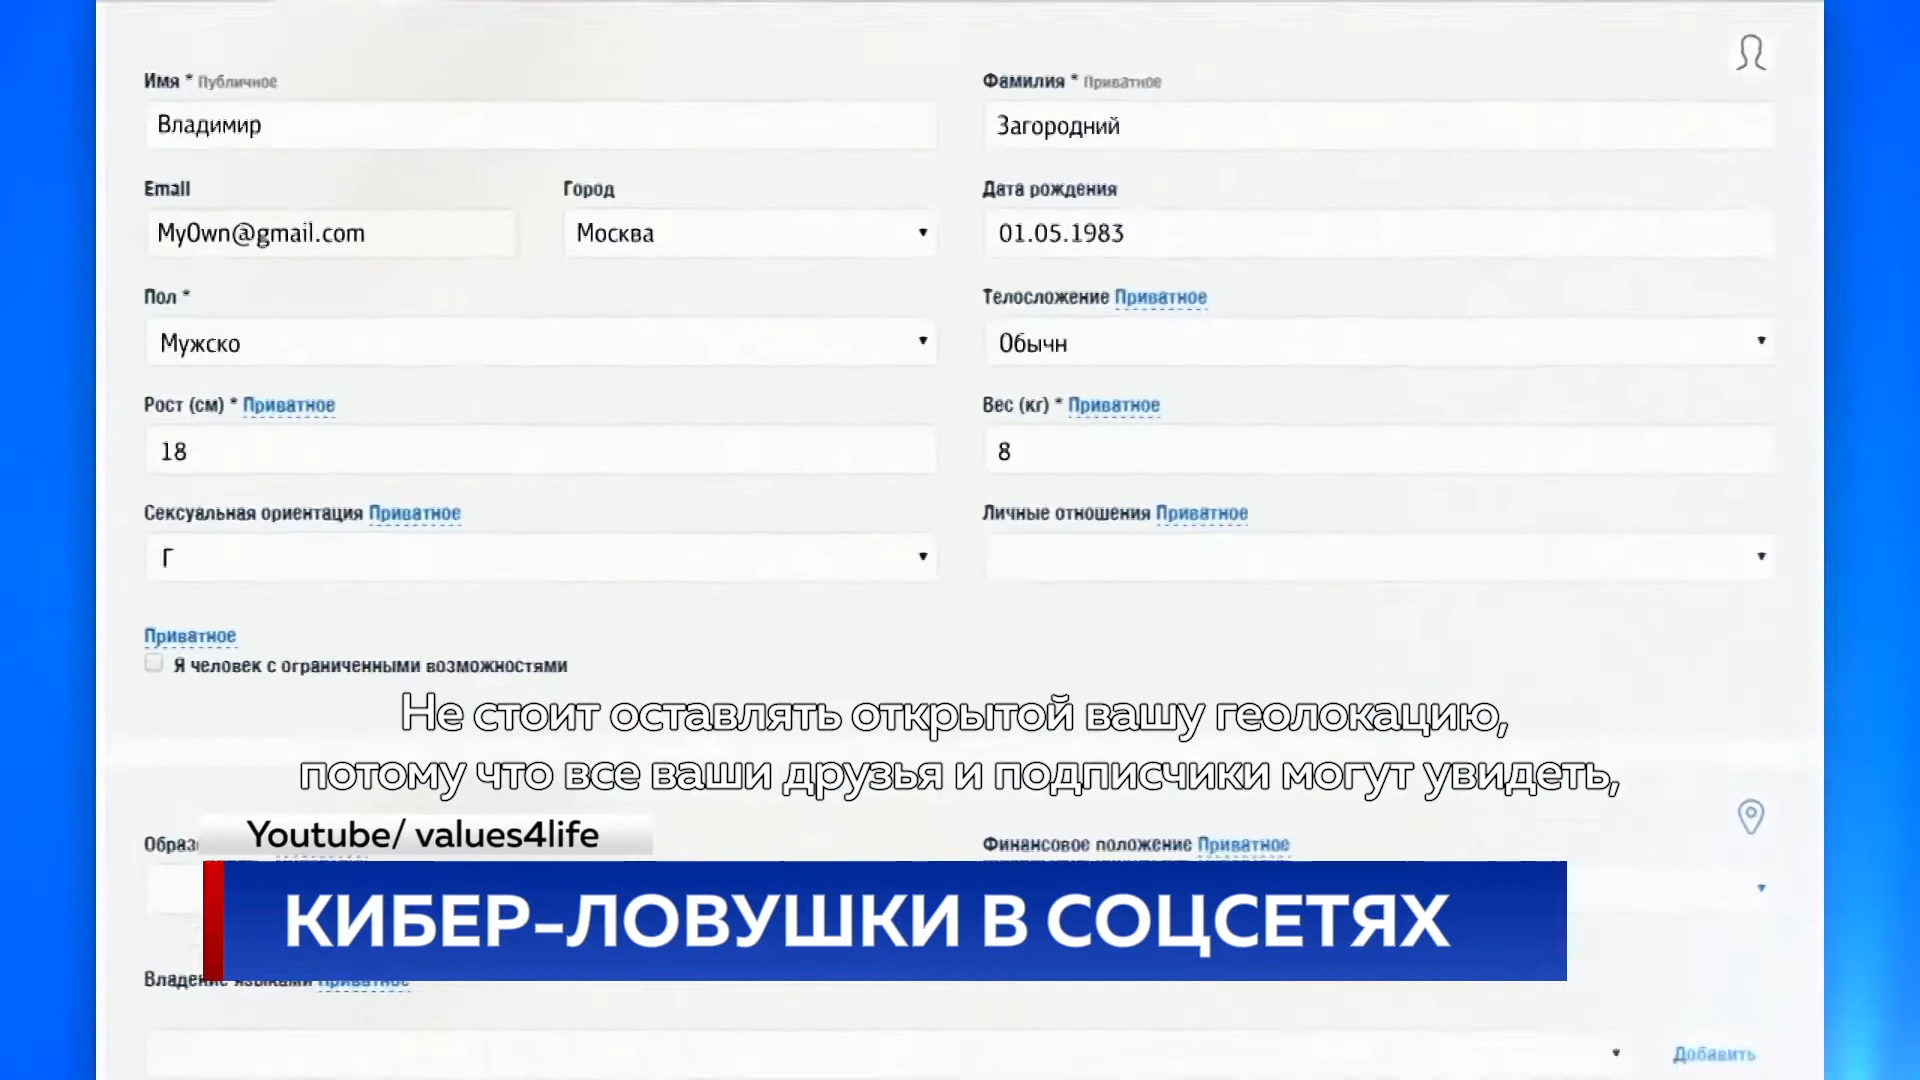 Имя * Публичное
Фамилия * Приватное
Владимир
Загородний
Email
Город
Дата рождения
MyOwn@gmail.com
Москва
01.05.1983
Пол *
Телосложение Приватное
Мужско
Обычн
Рост (см) * Приватное
Вес (кг) * Приватное
18
8
Сексуальная ориентация Приватное
Личные отношения Приватное
Г
Приватное
Я человек с ограниченными возможностями
Не стоит оставлять открытой вашу геолокацию,
потому что все ваши друзья и подписчики могут увидеть,
Youtube/ values4life
Финансовое положение Приватное
КИБЕР-ЛОВУШКИ В СОЦСЕТЯХ
Владение языками Приватное
Добавить